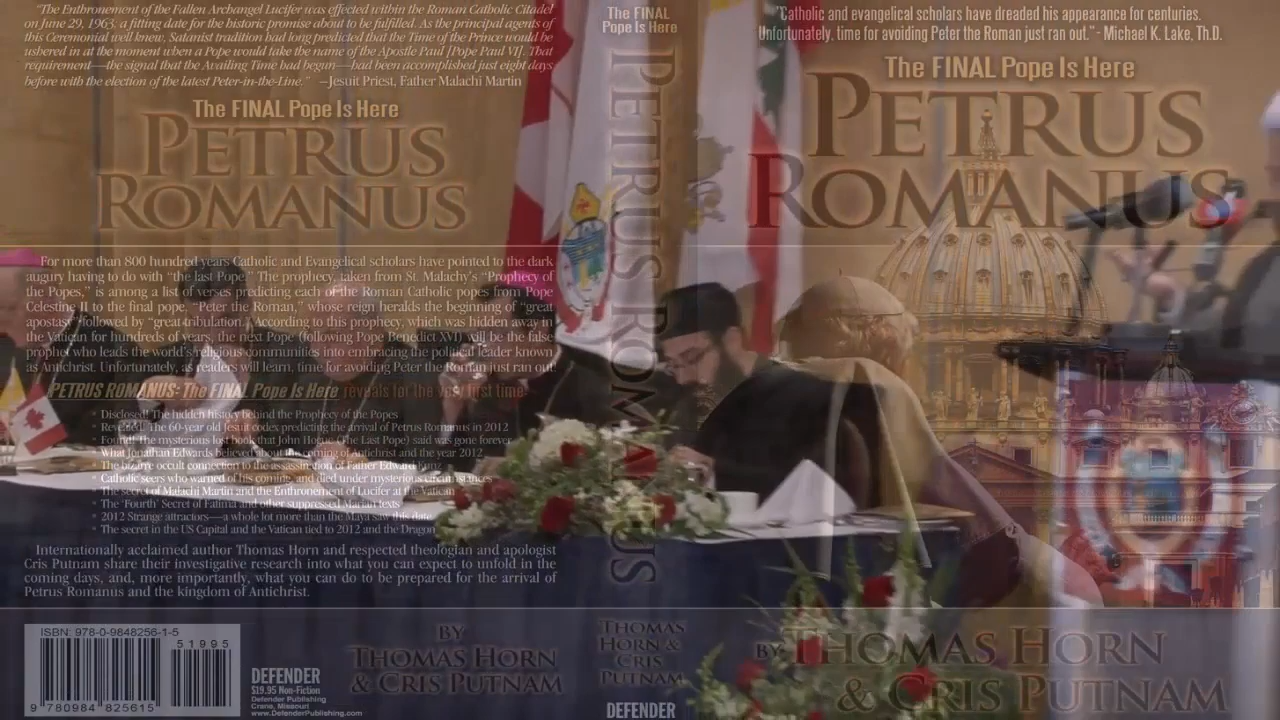 "The Enthronement of the Fallen Archangel Lucifer was effected within the Roman Catholic Citadel
on June 29, 1963, a fitting date for the historic promise about to be fulfilled. As the principal agents of
this Ceremonial well knew, Satanist tradition had long predicted that the Time of the Prince would be
ushered in at the moment when a Pope would take the name of the Apostle Paul [Pope Paul VI]. That
requirement—the signal that the Availing Time had begun—had been accomplished just eight days
before with the election of the latest Peter-in-the-Line." —Jesuit Priest, Father Malachi Martin
The FINAL Pope Is Here
PETRUS
ROMANUS
For more than 800 hundred years Catholic and Evangelical scholars have pointed to the dark
augury having to do with "the last Pope." The prophecy, taken from St. Malachy's "Prophecy of
the Popes," is among a list of verses predicting each of the Roman Catholic popes from Pope
Celestine II to the final pope, "Peter the Roman," whose reign heralds the beginning of "great
apostasy" followed by "great tribulation." According to this prophecy, which was hidden away in
the Vatican for hundreds of years, the next Pope (following Pope Benedict XVI) will be the false
prophet who leads the world's religious communities into embracing the political leader known
as Antichrist. Unfortunately, as readers will learn, time for avoiding Peter the Roman just ran out!
PETRUS ROMANUS: The FINAL Pope Is Here reveals for the very first time:
* Disclosed! The hidden history behind the Prophecy of the Popes
* Revealed! The 60-year old Jesuit codex predicting the arrival of Petrus Romanus in 2012
* Found! The mysterious lost book that John Hogue (The Last Pope) said was gone forever
* What Jonathan Edwards believed about the coming of Antichrist and the year 2012
* The bizarre occult connection to the assassination of Father Edward Kunz
* Catholic seers who warned of his coming, and died under mysterious circumstances
* The secret of Malachi Martin and the Enthronement of Lucifer at the Vatican
* The 'Fourth' Secret of Fatima and other suppressed Marian texts
* 2012 Strange attractors—a whole lot more than the Maya saw this date
* The secret in the US Capital and the Vatican tied to 2012 and the Dragon
Internationally acclaimed author Thomas Horn and respected theologian and apologist
Cris Putnam share their investigative research into what you can expect to unfold in the
coming days, and, more importantly, what you can do to be prepared for the arrival of
Petrus Romanus and the kingdom of Antichrist.
ISBN: 978-0-9848256-1-5
51995
9 780984 825615
DEFENDER
$19.95 Non-Fiction
Defender Publishing
Crane, Missouri
www.DefenderPublishing.com
BY
THOMAS HORN
& CRIS PUTNAM
The FINAL
Pope Is Here
PETRUS ROMANUS
THOMAS
HORN &
CRIS
PUTNAM
DEFENDER
"Catholic and evangelical scholars have dreaded his appearance for centuries.
Unfortunately, time for avoiding Peter the Roman just ran out." - Michael K. Lake, Th.D.
The FINAL Pope Is Here
PETRUS
ROMANUS
BY THOMAS HORN
& CRIS PUTNAM